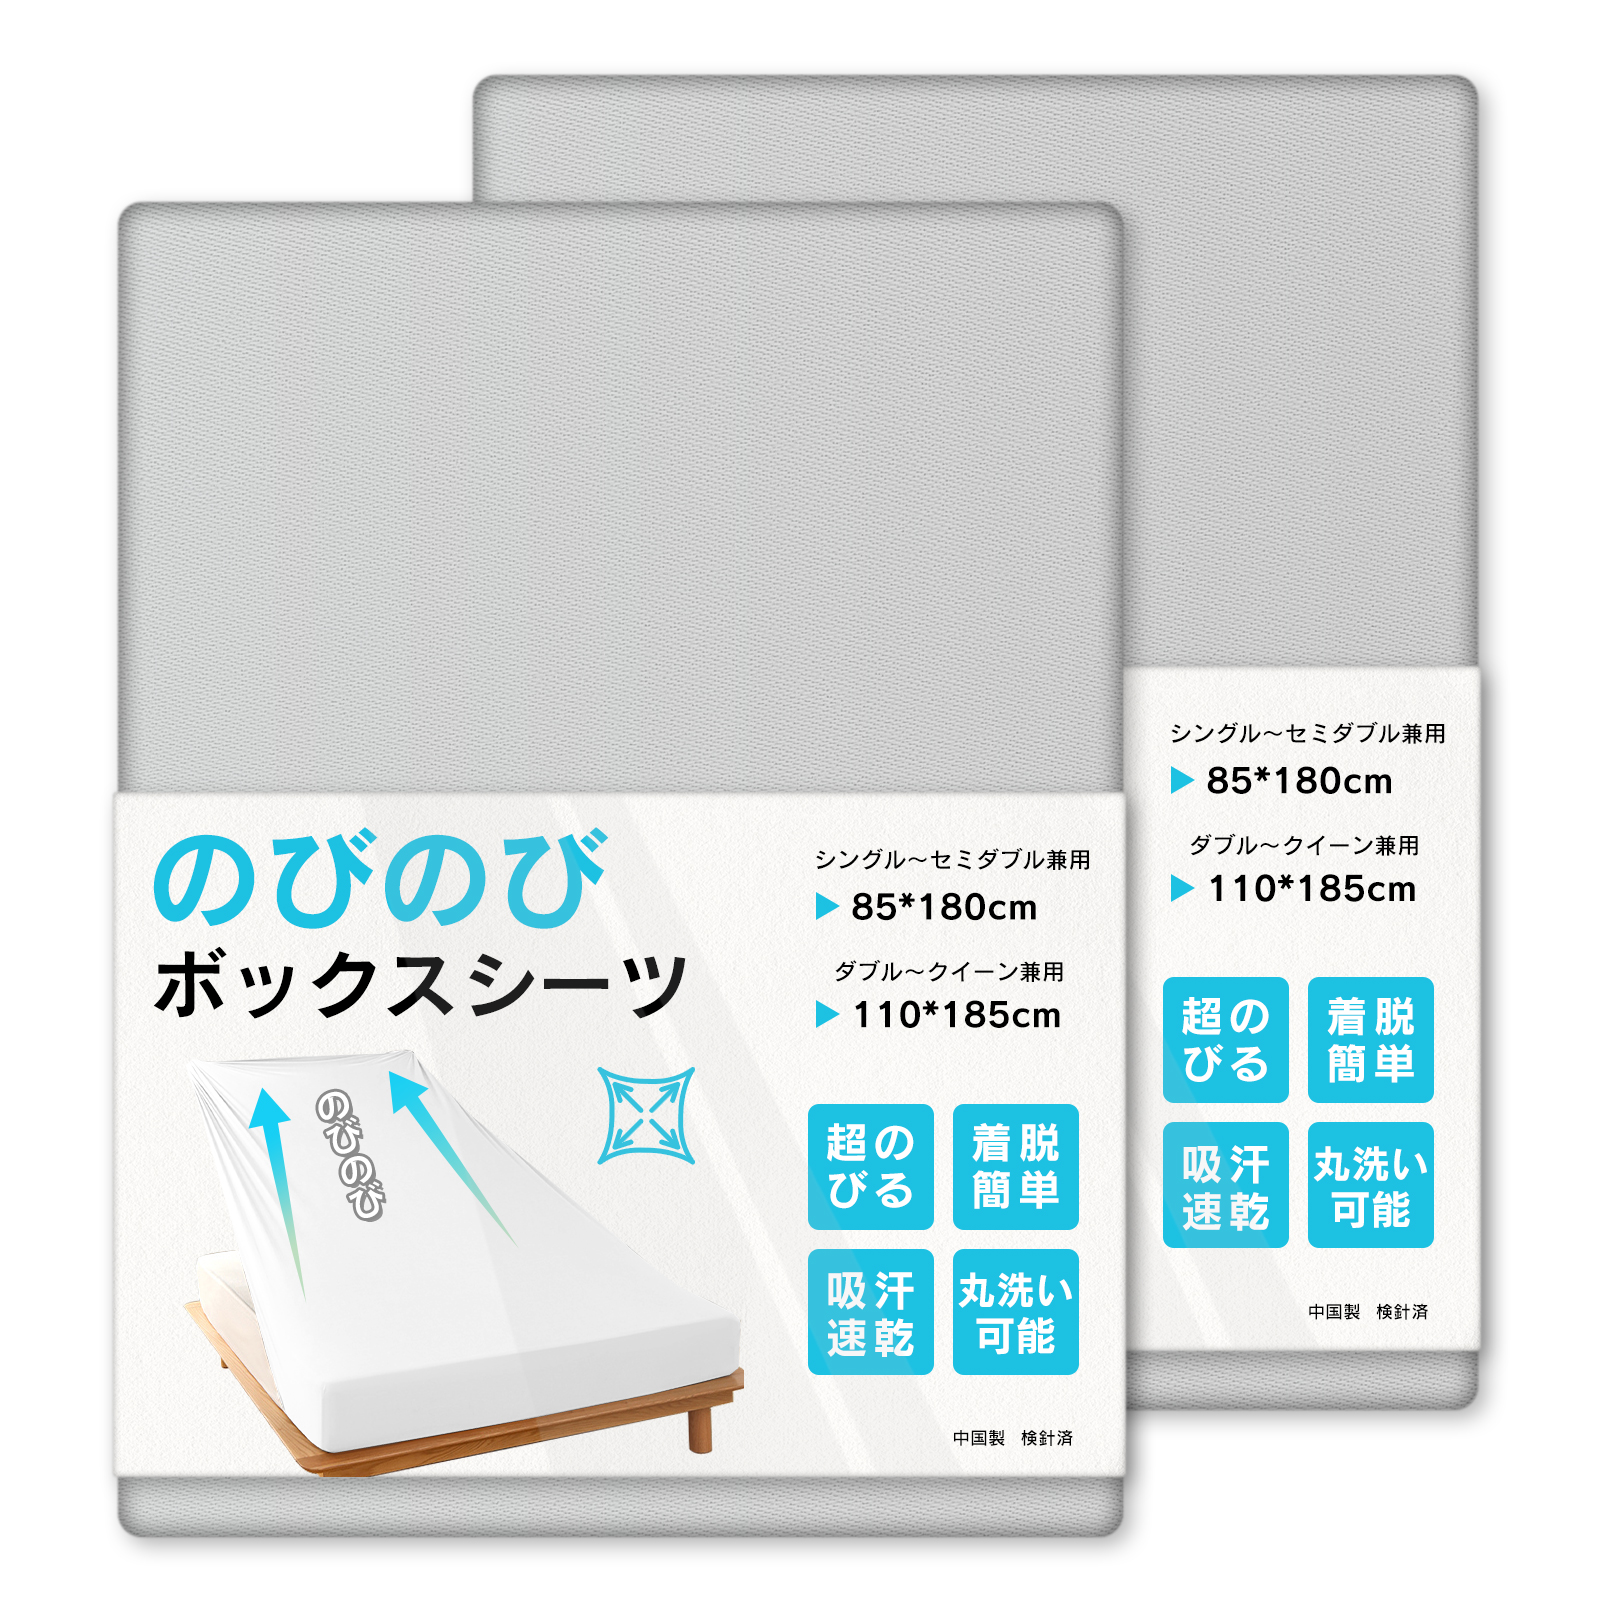 のびのび
ボックスシーツ
のびのび
シングル～セミダブル兼用
▶ 85*180cm
ダブル～クイーン兼用
▶ 110*185cm
超の
びる
着脱
簡単
吸汗
速乾
丸洗い
可能
中国製 検針済
シングル～セミダブル兼用
▶ 85*180cm
ダブル～クイーン兼用
▶ 110*185cm
超の
びる
着脱
簡単
吸汗
速乾
丸洗い
可能
中国製 検針済